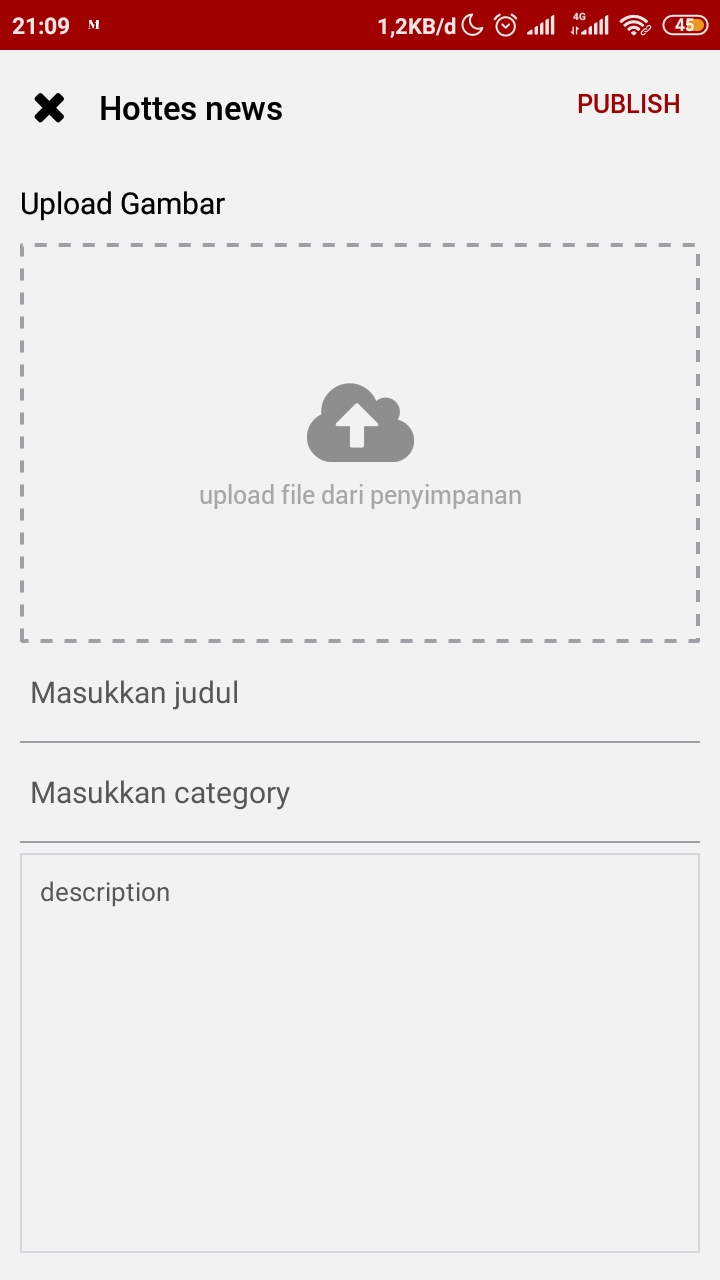 21:09 M 1,2KB/d 4G 45
Hottes news PUBLISH
Upload Gambar
upload file dari penyimpanan
Masukkan judul
Masukkan category
description